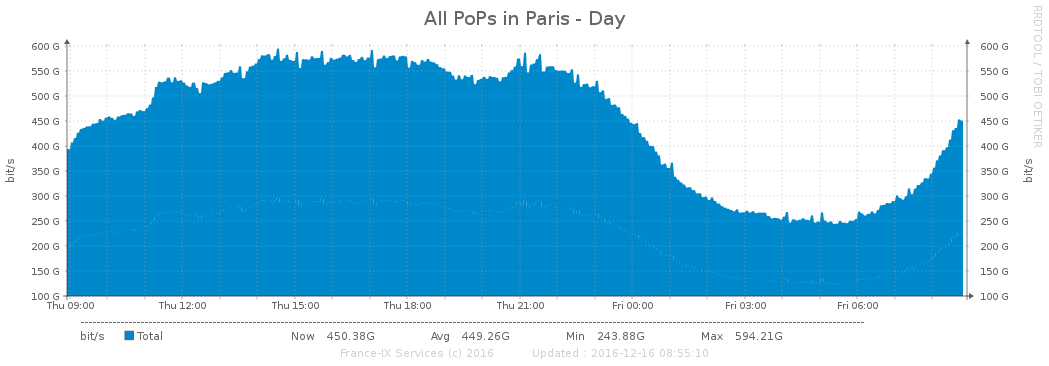 All PoPs in Paris - Day
RRDTOOL / TOBI OETIKER
600 G 600 G
550 G 550 G
500 G 500 G
450 G 450 G
400 G 400 G
350 G 350 G
300 G 300 G
250 G 250 G
200 G 200 G
150 G 150 G
100 G 100 G
bit/s bit/s
Thu 09:00 Thu 12:00 Thu 15:00 Thu 18:00 Thu 21:00 Fri 00:00 Fri 03:00 Fri 06:00
bit/s Total Now 450.38G Avg 449.26G Min 243.88G Max 594.21G
France-IX Services (c) 2016 Updated : 2016-12-16 08:55:10